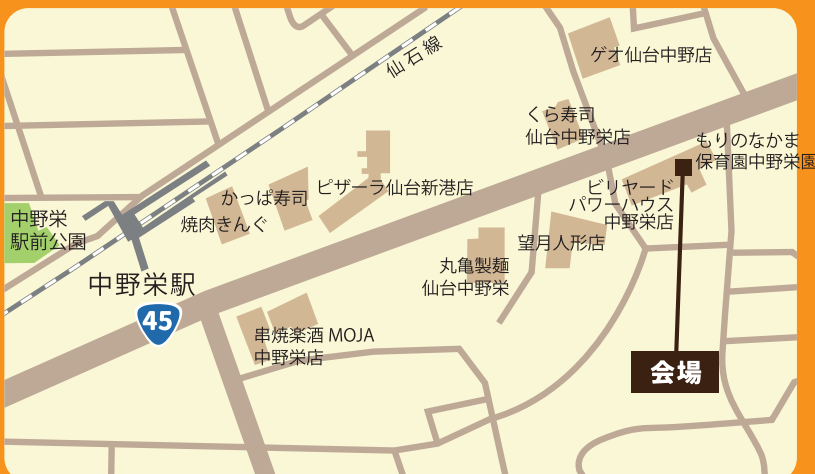 仙石線
ゲオ仙台中野店
くら寿司
仙台中野栄店
もりのなかま
保育園中野栄園
ビリヤード
パワーハウス
中野栄店
ピザーラ仙台新港店
かっぱ寿司
焼肉きんぐ
中野栄
駅前公園
望月人形店
丸亀製麺
仙台中野栄
中野栄駅
45
串焼楽酒 MOJA
中野栄店
会場